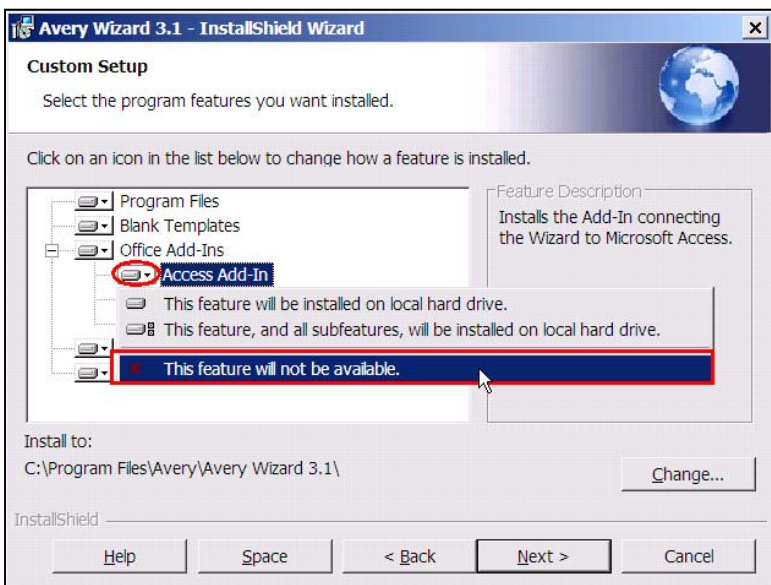 Avery Wizard 3.1 - InstallShield Wizard
Custom Setup
Select the program features you want installed.
Click on an icon in the list below to change how a feature is installed.
Program Files
Blank Templates
Office Add-Ins
Access Add-In
This feature will be installed on local hard drive.
This feature, and all subfeatures, will be installed on local hard drive.
This feature will not be available.
Feature Description
Installs the Add-In connecting
the Wizard to Microsoft Access.
Install to:
C:\Program Files\Avery\Avery Wizard 3.1\
Change...
InstallShield
Help Space < Back Next > Cancel